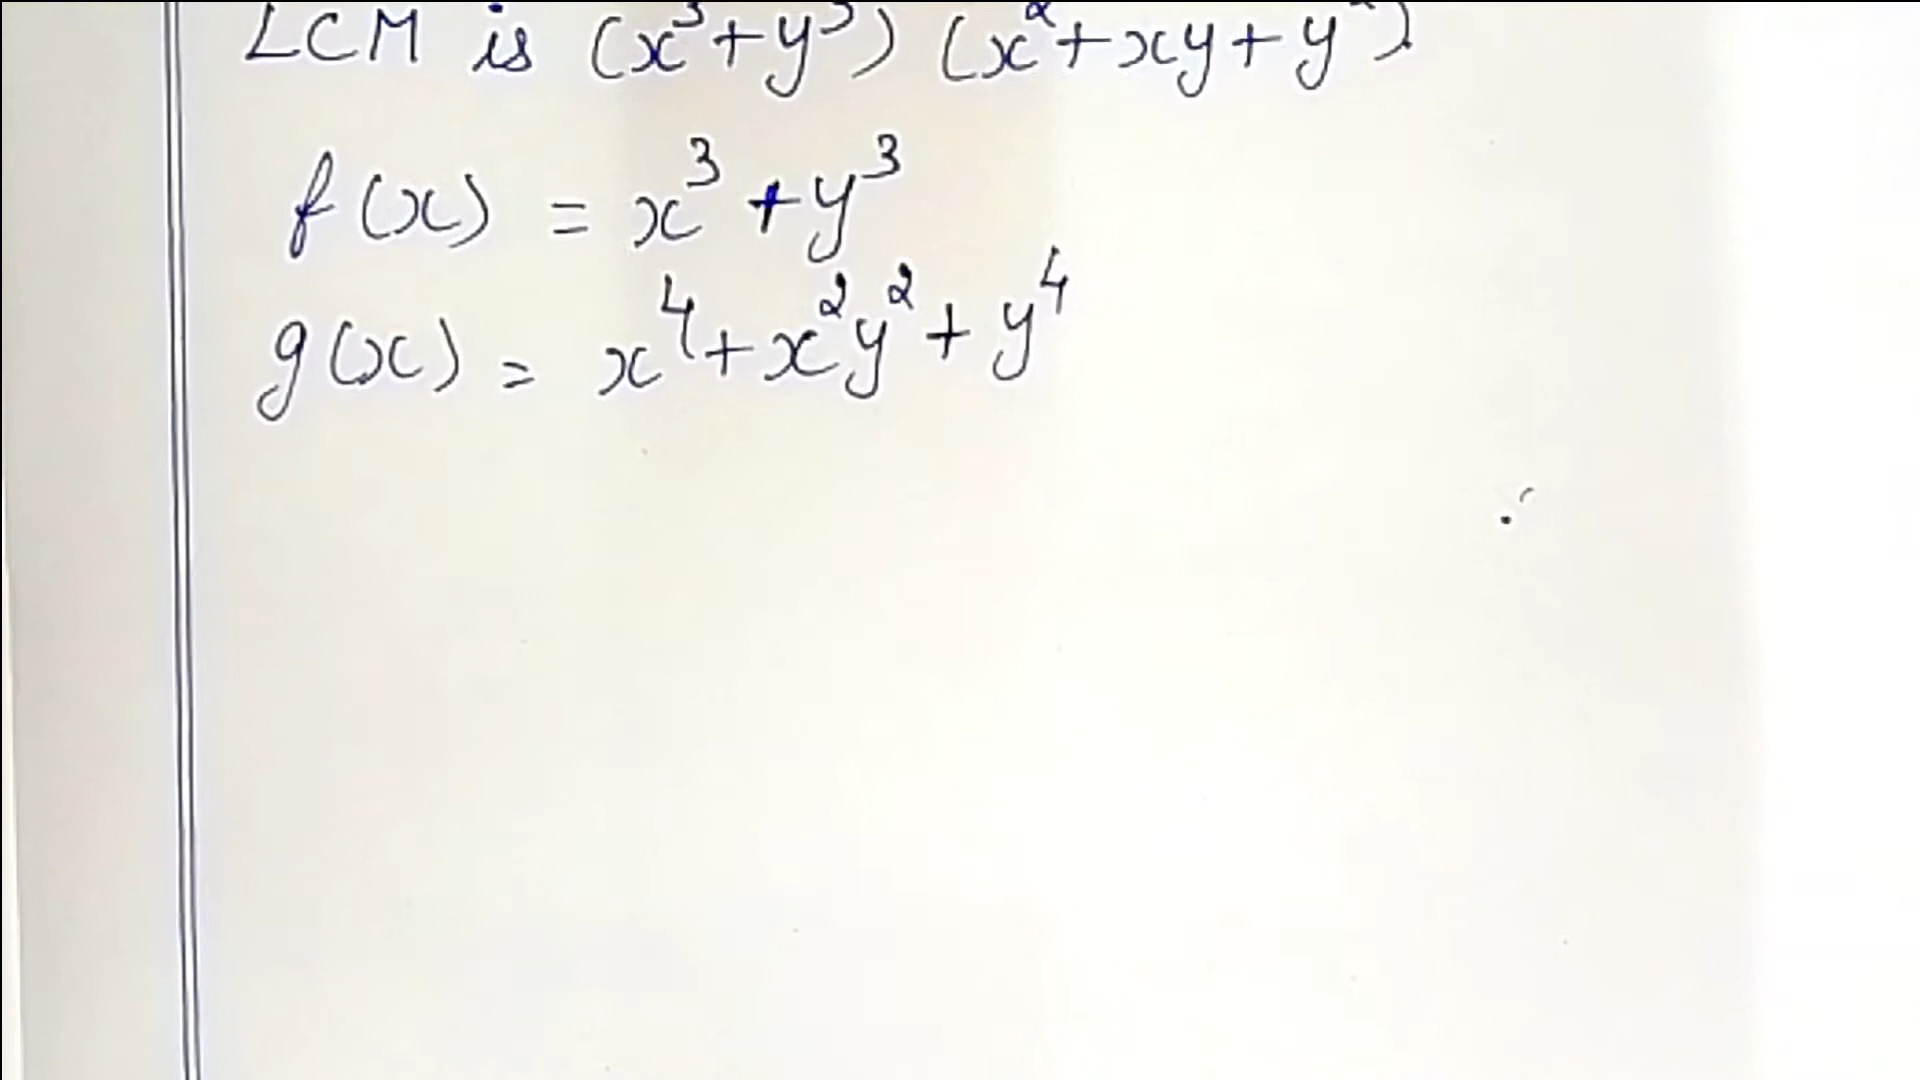 LCM is (x³+y³) (x²+xy+y²).
f(x) = x³+y³
g(x) = x⁴+x²y²+y⁴